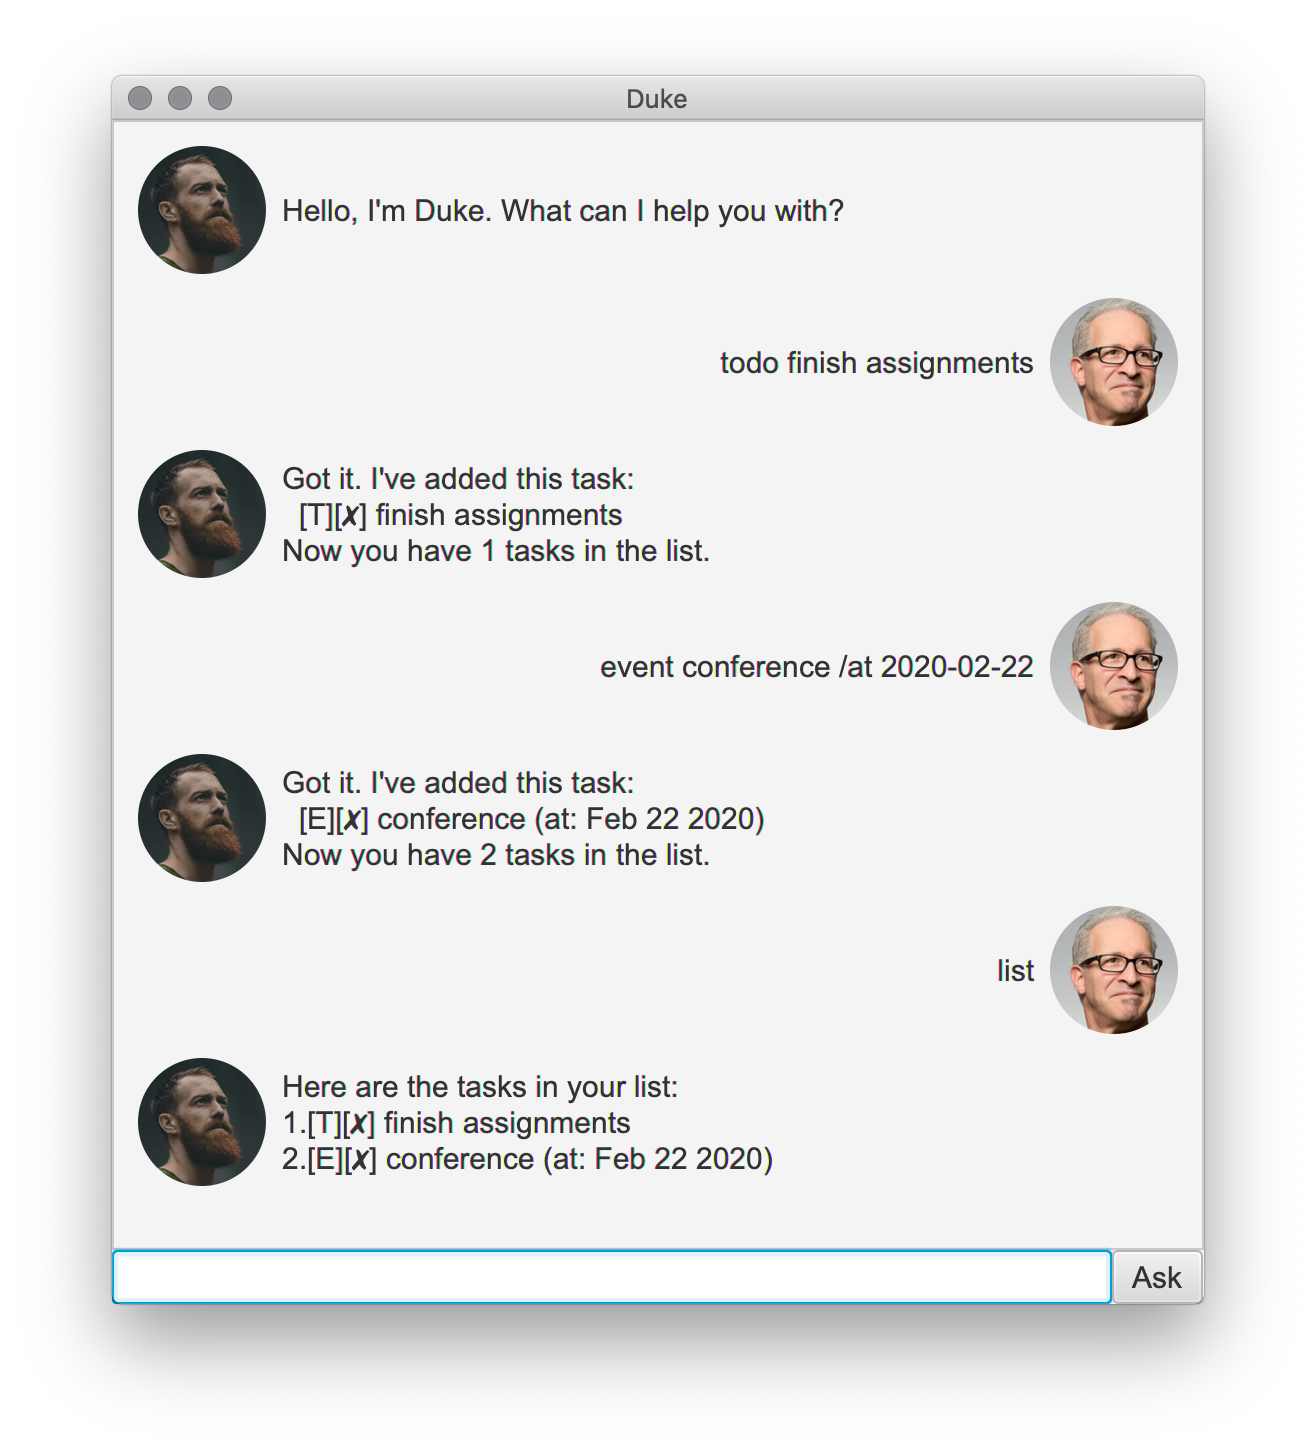 Duke
Hello, I'm Duke. What can I help you with?
todo finish assignments
Got it. I've added this task:
[T][✗] finish assignments
Now you have 1 tasks in the list.
event conference /at 2020-02-22
Got it. I've added this task:
[E][✗] conference (at: Feb 22 2020)
Now you have 2 tasks in the list.
list
Here are the tasks in your list:
1.[T][✗] finish assignments
2.[E][✗] conference (at: Feb 22 2020)
Ask